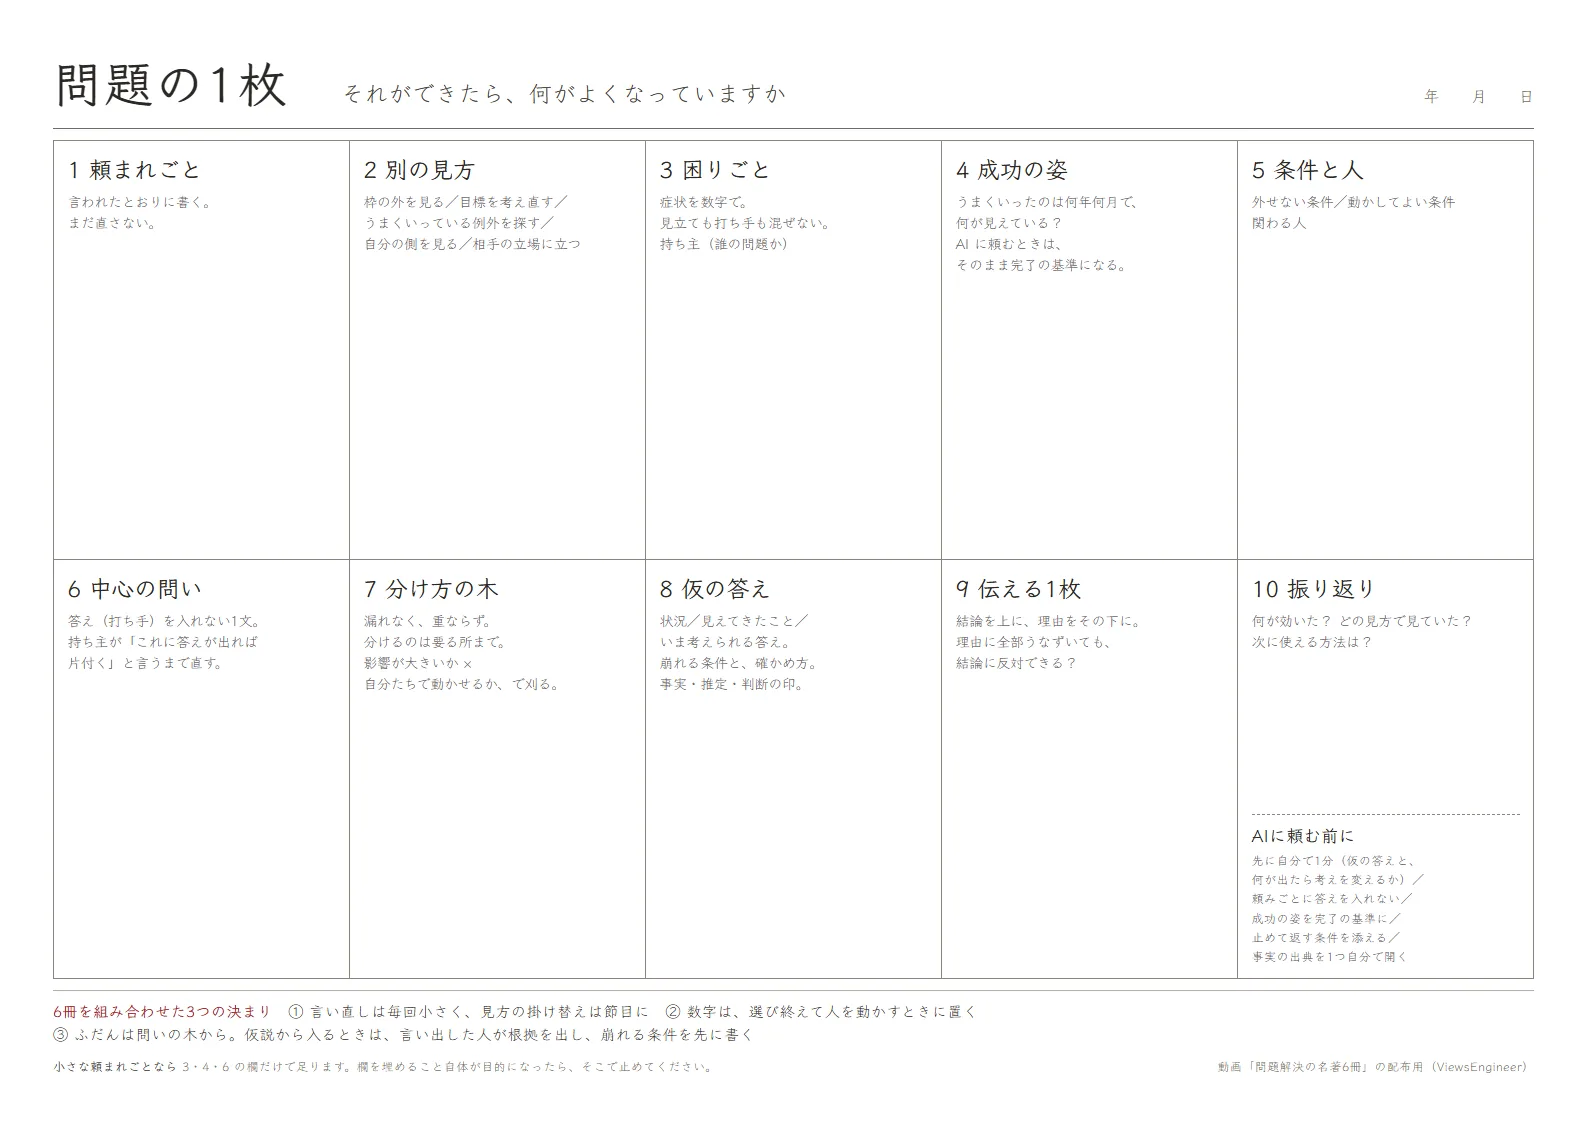 問題の1枚
それができたら、何がよくなっていますか
年 月 日
1 頼まれごと
言われたとおりに書く。
まだ直さない。
2 別の見方
枠の外を見る／目標を考え直す／
うまくいっている例外を探す／
自分の側を見る／相手の立場に立つ
3 困りごと
症状を数字で。
見立ても打ち手も混ぜない。
持ち主（誰の問題か）
4 成功の姿
うまくいったのは何年何月で、
何が見えている？
AI に頼むときは、
そのまま完了の基準になる。
5 条件と人
外せない条件／動かしてよい条件
関わる人
6 中心の問い
答え（打ち手）を入れない1文。
持ち主が「これに答えが出れば
片付く」と言うまで直す。
7 分け方の木
漏れなく、重ならず。
分けるのは要る所まで。
影響が大きいか ×
自分たちで動かせるか、で刈る。
8 仮の答え
状況／見えてきたこと／
いま考えられる答え。
崩れる条件と、確かめ方。
事実・推定・判断の印。
9 伝える1枚
結論を上に、理由をその下に。
理由に全部うなずいても、
結論に反対できる？
10 振り返り
何が効いた？ どの見方で見ていた？
次に使える方法は？
AIに頼む前に
先に自分で1分（仮の答えと、
何が出たら考えを変えるか）／
頼みごとに答えを入れない／
成功の姿を完了の基準に／
止めて返す条件を添える／
事実の出典を1つ自分で開く
6冊を組み合わせた3つの決まり ① 言い直しは毎回小さく、見方の掛け替えは節目に ② 数字は、選び終えて人を動かすときに置く
③ ふだんは問いの木から。仮説から入るときは、言い出した人が根拠を出し、崩れる条件を先に書く
小さな頼まれごとなら 3・4・6 の欄だけで足ります。欄を埋めること自体が目的になったら、そこで止めてください。
動画「問題解決の名著6冊」の配布用（ViewsEngineer）